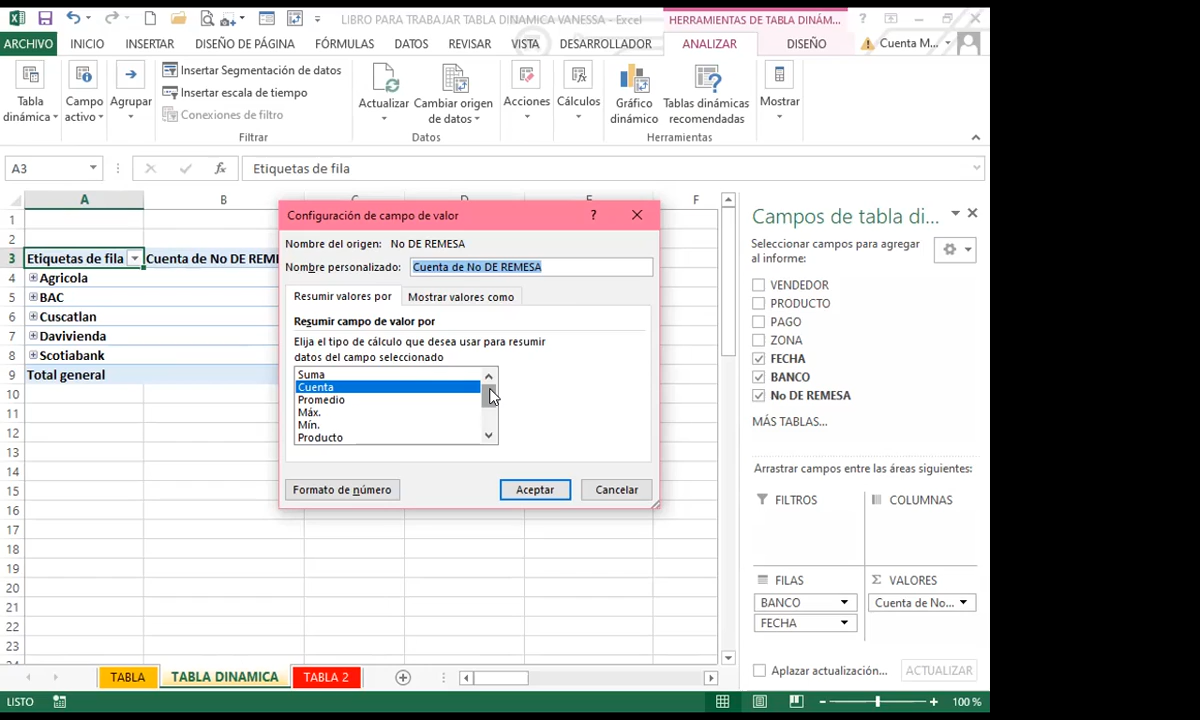 LIBRO PARA TRABAJAR TABLA DINAMICA VANESSA - Excel
HERRAMIENTAS DE TABLA DINÁM...
ARCHIVO INICIO INSERTAR DISEÑO DE PÁGINA FÓRMULAS DATOS REVISAR VISTA DESARROLLADOR ANALIZAR DISEÑO Cuenta M...
Tabla dinámica
Campo activo
Agrupar
Insertar Segmentación de datos
Insertar escala de tiempo
Conexiones de filtro
Filtrar
Actualizar
Cambiar origen de datos
Datos
Acciones
Cálculos
Gráfico dinámico
Tablas dinámicas recomendadas
Herramientas
Mostrar
A3
fx
Etiquetas de fila
A B C D E F
1
2
3 Etiquetas de fila Cuenta de No DE REME
4 Agricola
5 BAC
6 Cuscatlan
7 Davivienda
8 Scotiabank
9 Total general
10
11
12
13
14
15
16
17
18
19
20
21
22
23
Configuración de campo de valor
?
Nombre del origen: No DE REMESA
Nombre personalizado: Cuenta de No DE REMESA
Resumir valores por
Mostrar valores como
Resumir campo de valor por
Elija el tipo de cálculo que desea usar para resumir
datos del campo seleccionado
Suma
Cuenta
Promedio
Máx.
Mín.
Producto
Formato de número
Aceptar
Cancelar
Campos de tabla di...
Seleccionar campos para agregar
al informe:
VENDEDOR
PRODUCTO
PAGO
ZONA
FECHA
BANCO
No DE REMESA
MÁS TABLAS...
Arrastrar campos entre las áreas siguientes:
FILTROS
COLUMNAS
FILAS
Σ VALORES
BANCO
Cuenta de No...
FECHA
Aplazar actualización...
ACTUALIZAR
TABLA
TABLA DINAMICA
TABLA 2
LISTO
100 %